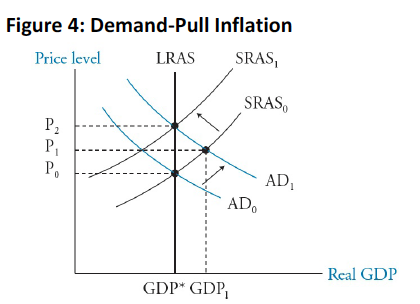 Figure 4: Demand-Pull Inflation
Price level
LRAS
SRAS₁
SRAS₀
P₂
P₁
P₀
AD₁
AD₀
Real GDP
GDP* GDP₁